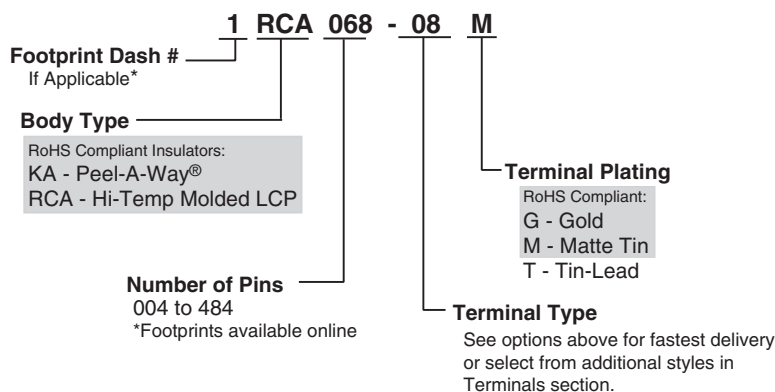 1 RCA 068 - 08 M
Footprint Dash #
If Applicable*
Body Type
RoHS Compliant Insulators:
KA - Peel-A-Way®
RCA - Hi-Temp Molded LCP
Terminal Plating
RoHS Compliant:
G - Gold
M - Matte Tin
T - Tin-Lead
Number of Pins
004 to 484
*Footprints available online
Terminal Type
See options above for fastest delivery
or select from additional styles in
Terminals section.